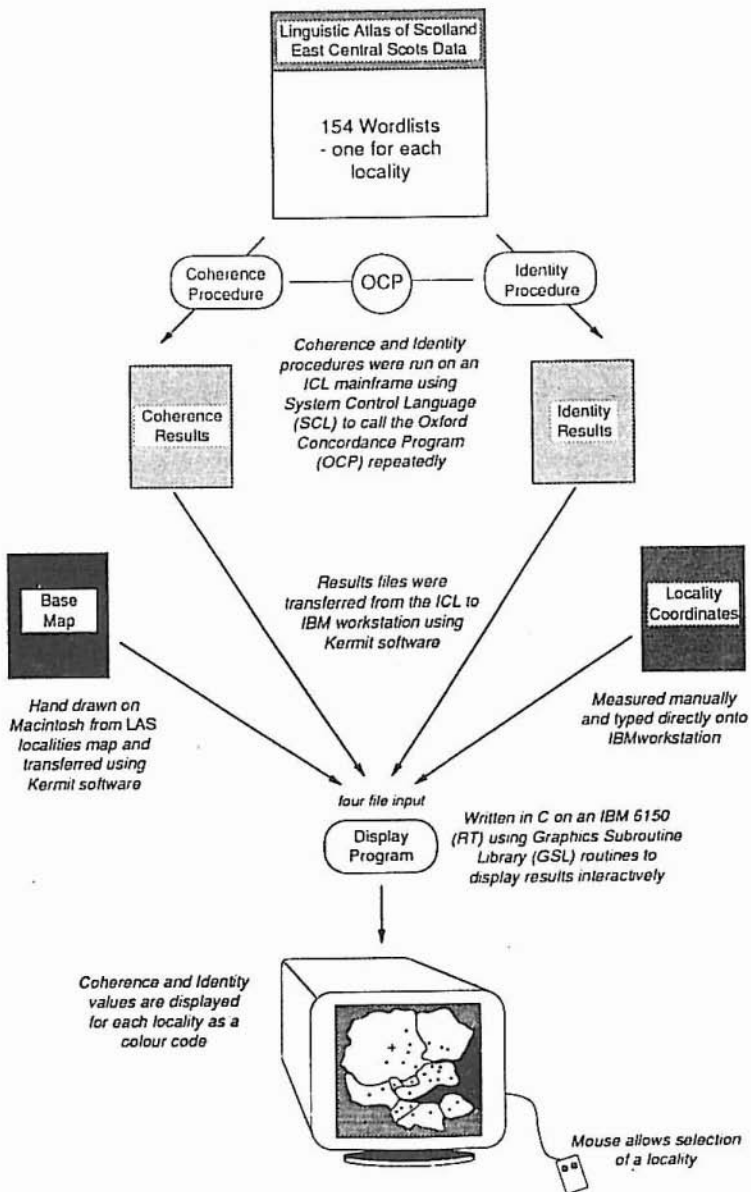 Linguistic Atlas of Scotland
East Central Scots Data
154 Wordlists
- one for each
locality
Coherence
Procedure
OCP
Identity
Procedure
Coherence and Identity
procedures were run on an
ICL mainframe using
System Control Language
(SCL) to call the Oxford
Concordance Program
(OCP) repeatedly
Coherence
Results
Identity
Results
Base
Map
Results files were
transferred from the ICL to
IBM workstation using
Kermit software
Locality
Coordinates
Hand drawn on
Macintosh from LAS
localities map and
transferred using
Kermit software
Measured manually
and typed directly onto
IBMworkstation
four file input
Display
Program
Written in C on an IBM 6150
(RT) using Graphics Subroutine
Library (GSL) routines to
display results interactively
Coherence and Identity
values are displayed
for each locality as a
colour code
Mouse allows selection
of a locality